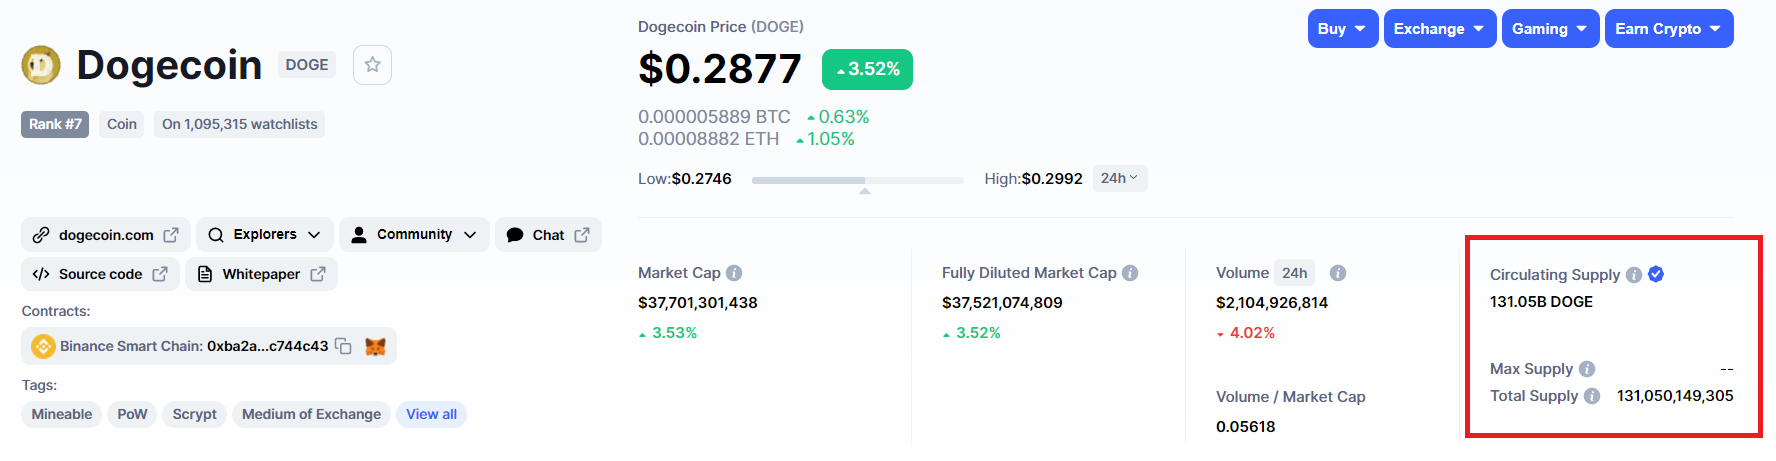 Dogecoin DOGE
Rank #7 Coin On 1,095,315 watchlists
dogecoin.com Explorers Community Chat
Source code Whitepaper
Contracts:
Binance Smart Chain: 0xba2a...c744c43
Tags:
Mineable PoW Scrypt Medium of Exchange View all
Dogecoin Price (DOGE)
$0.2877 3.52%
0.000005889 BTC 0.63%
0.00008882 ETH 1.05%
Low:$0.2746 High:$0.2992 24h
Buy Exchange Gaming Earn Crypto
Market Cap
$37,701,301,438
3.53%
Fully Diluted Market Cap
$37,521,074,809
3.52%
Volume 24h
$2,104,926,814
4.02%
Volume / Market Cap
0.05618
Circulating Supply
131.05B DOGE
Max Supply --
Total Supply 131,050,149,305